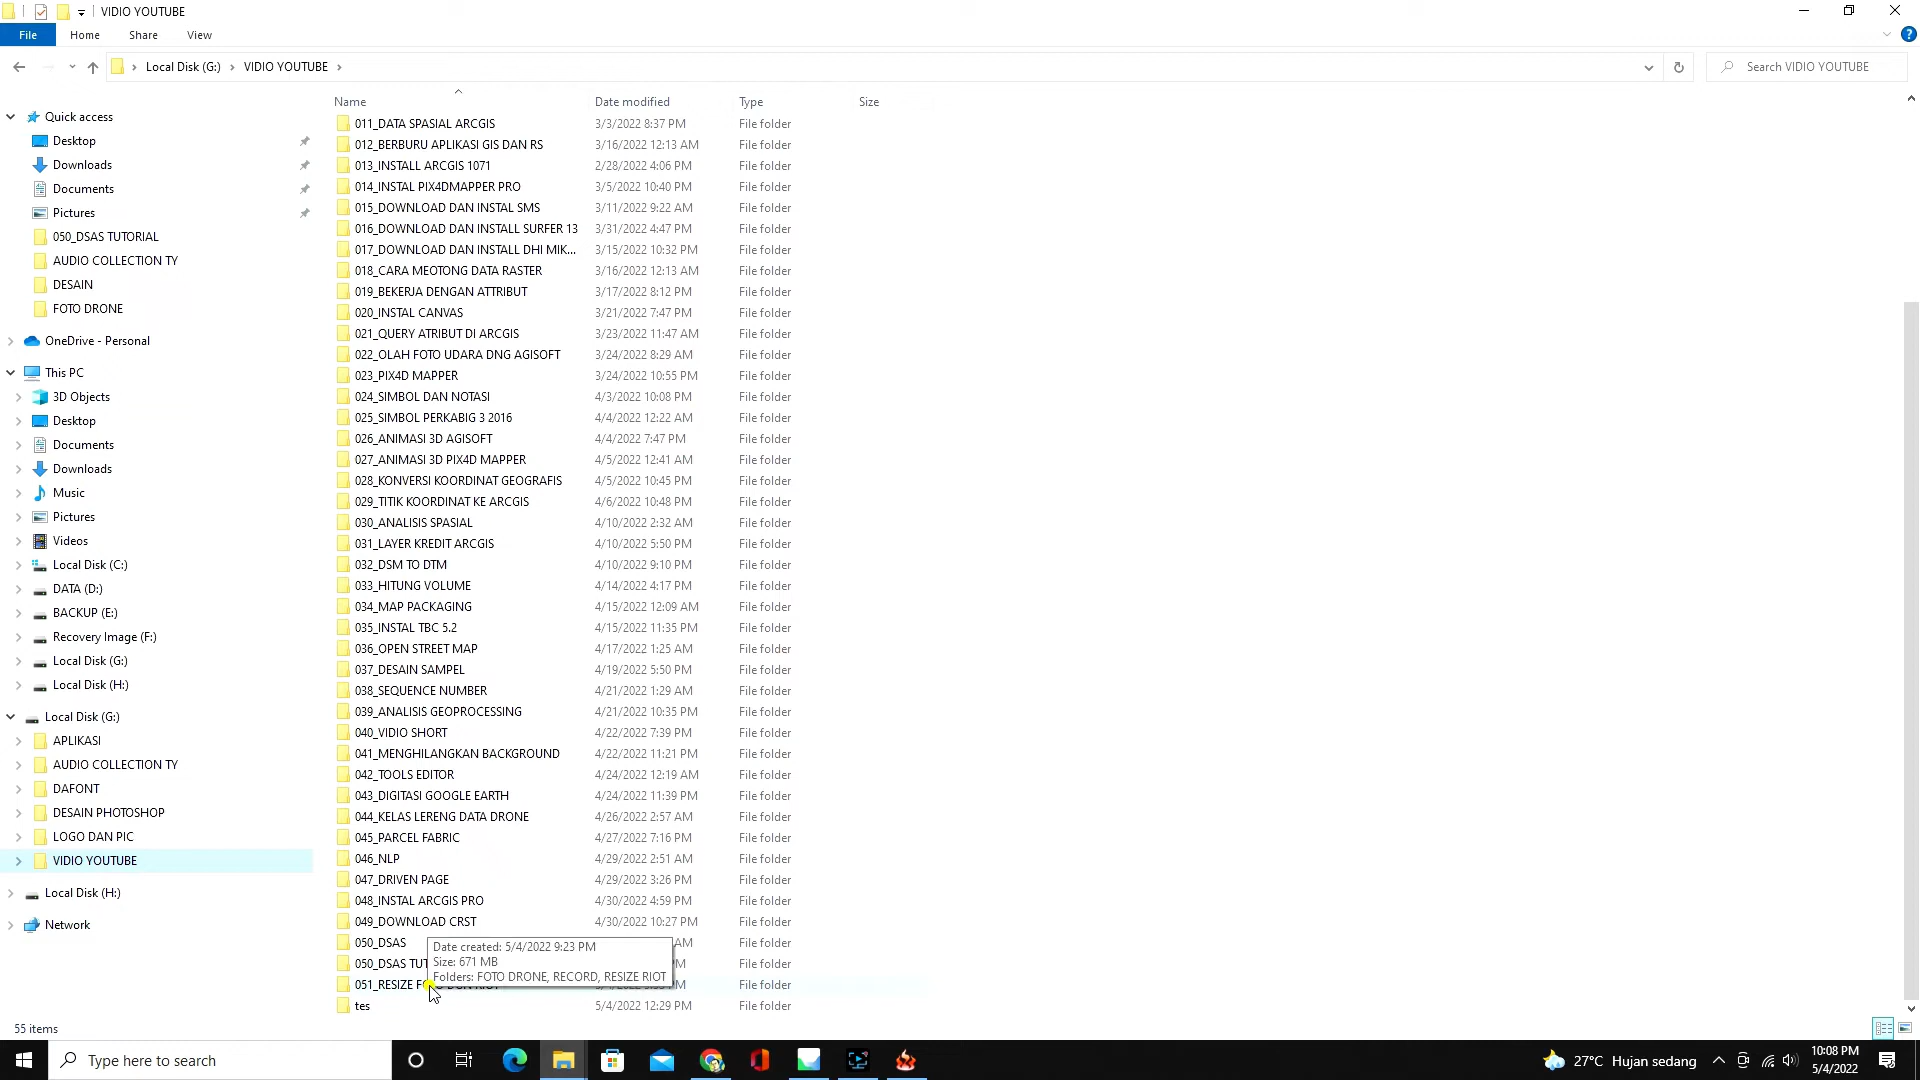 VIDIO YOUTUBE
File Home Share View
Local Disk (G:) VIDIO YOUTUBE
Search VIDIO YOUTUBE
Quick access
Desktop
Downloads
Documents
Pictures
050_DSAS TUTORIAL
AUDIO COLLECTION TY
DESAIN
FOTO DRONE
OneDrive - Personal
This PC
3D Objects
Desktop
Documents
Downloads
Music
Pictures
Videos
Local Disk (C:)
DATA (D:)
BACKUP (E:)
Recovery Image (F:)
Local Disk (G:)
Local Disk (H:)
Local Disk (G:)
APLIKASI
AUDIO COLLECTION TY
DAFONT
DESAIN PHOTOSHOP
LOGO DAN PIC
VIDIO YOUTUBE
Local Disk (H:)
Network
Name Date modified Type Size
011_DATA SPASIAL ARCGIS 3/3/2022 8:37 PM File folder
012_BERBURU APLIKASI GIS DAN RS 3/16/2022 12:13 AM File folder
013_INSTALL ARCGIS 1071 2/28/2022 4:06 PM File folder
014_INSTAL PIX4DMAPPER PRO 3/5/2022 10:40 PM File folder
015_DOWNLOAD DAN INSTAL SMS 3/11/2022 9:22 AM File folder
016_DOWNLOAD DAN INSTALL SURFER 13 3/31/2022 4:47 PM File folder
017_DOWNLOAD DAN INSTALL DHI MIK... 3/15/2022 10:32 PM File folder
018_CARA MEOTONG DATA RASTER 3/16/2022 12:13 AM File folder
019_BEKERJA DENGAN ATTRIBUT 3/17/2022 8:12 PM File folder
020_INSTAL CANVAS 3/21/2022 7:47 PM File folder
021_QUERY ATRIBUT DI ARCGIS 3/23/2022 11:47 AM File folder
022_OLAH FOTO UDARA DNG AGISOFT 3/24/2022 8:29 AM File folder
023_PIX4D MAPPER 3/24/2022 10:55 PM File folder
024_SIMBOL DAN NOTASI 4/3/2022 10:08 PM File folder
025_SIMBOL PERKABIG 3 2016 4/4/2022 12:22 AM File folder
026_ANIMASI 3D AGISOFT 4/4/2022 7:47 PM File folder
027_ANIMASI 3D PIX4D MAPPER 4/5/2022 12:41 AM File folder
028_KONVERSI KOORDINAT GEOGRAFIS 4/5/2022 10:45 PM File folder
029_TITIK KOORDINAT KE ARCGIS 4/6/2022 10:48 PM File folder
030_ANALISIS SPASIAL 4/10/2022 2:32 AM File folder
031_LAYER KREDIT ARCGIS 4/10/2022 5:50 PM File folder
032_DSM TO DTM 4/10/2022 9:10 PM File folder
033_HITUNG VOLUME 4/14/2022 4:17 PM File folder
034_MAP PACKAGING 4/15/2022 12:09 AM File folder
035_INSTAL TBC 5.2 4/15/2022 11:35 PM File folder
036_OPEN STREET MAP 4/17/2022 1:25 AM File folder
037_DESAIN SAMPEL 4/19/2022 5:50 PM File folder
038_SEQUENCE NUMBER 4/21/2022 1:29 AM File folder
039_ANALISIS GEOPROCESSING 4/21/2022 10:35 PM File folder
040_VIDIO SHORT 4/22/2022 7:39 PM File folder
041_MENGHILANGKAN BACKGROUND 4/22/2022 11:21 PM File folder
042_TOOLS EDITOR 4/24/2022 12:19 AM File folder
043_DIGITASI GOOGLE EARTH 4/24/2022 11:39 PM File folder
044_KELAS LERENG DATA DRONE 4/26/2022 2:57 AM File folder
045_PARCEL FABRIC 4/27/2022 7:16 PM File folder
046_NLP 4/29/2022 2:51 AM File folder
047_DRIVEN PAGE 4/29/2022 3:26 PM File folder
048_INSTAL ARCGIS PRO 4/30/2022 4:59 PM File folder
049_DOWNLOAD CRST 4/30/2022 10:27 PM File folder
050_DSAS AM File folder
050_DSAS TUT PM File folder
051_RESIZE File folder
tes 5/4/2022 12:29 PM File folder
Date created: 5/4/2022 9:23 PM
Size: 671 MB
Folders: FOTO DRONE, RECORD, RESIZE RIOT
55 items
Type here to search
27°C Hujan sedang
10:08 PM
5/4/2022